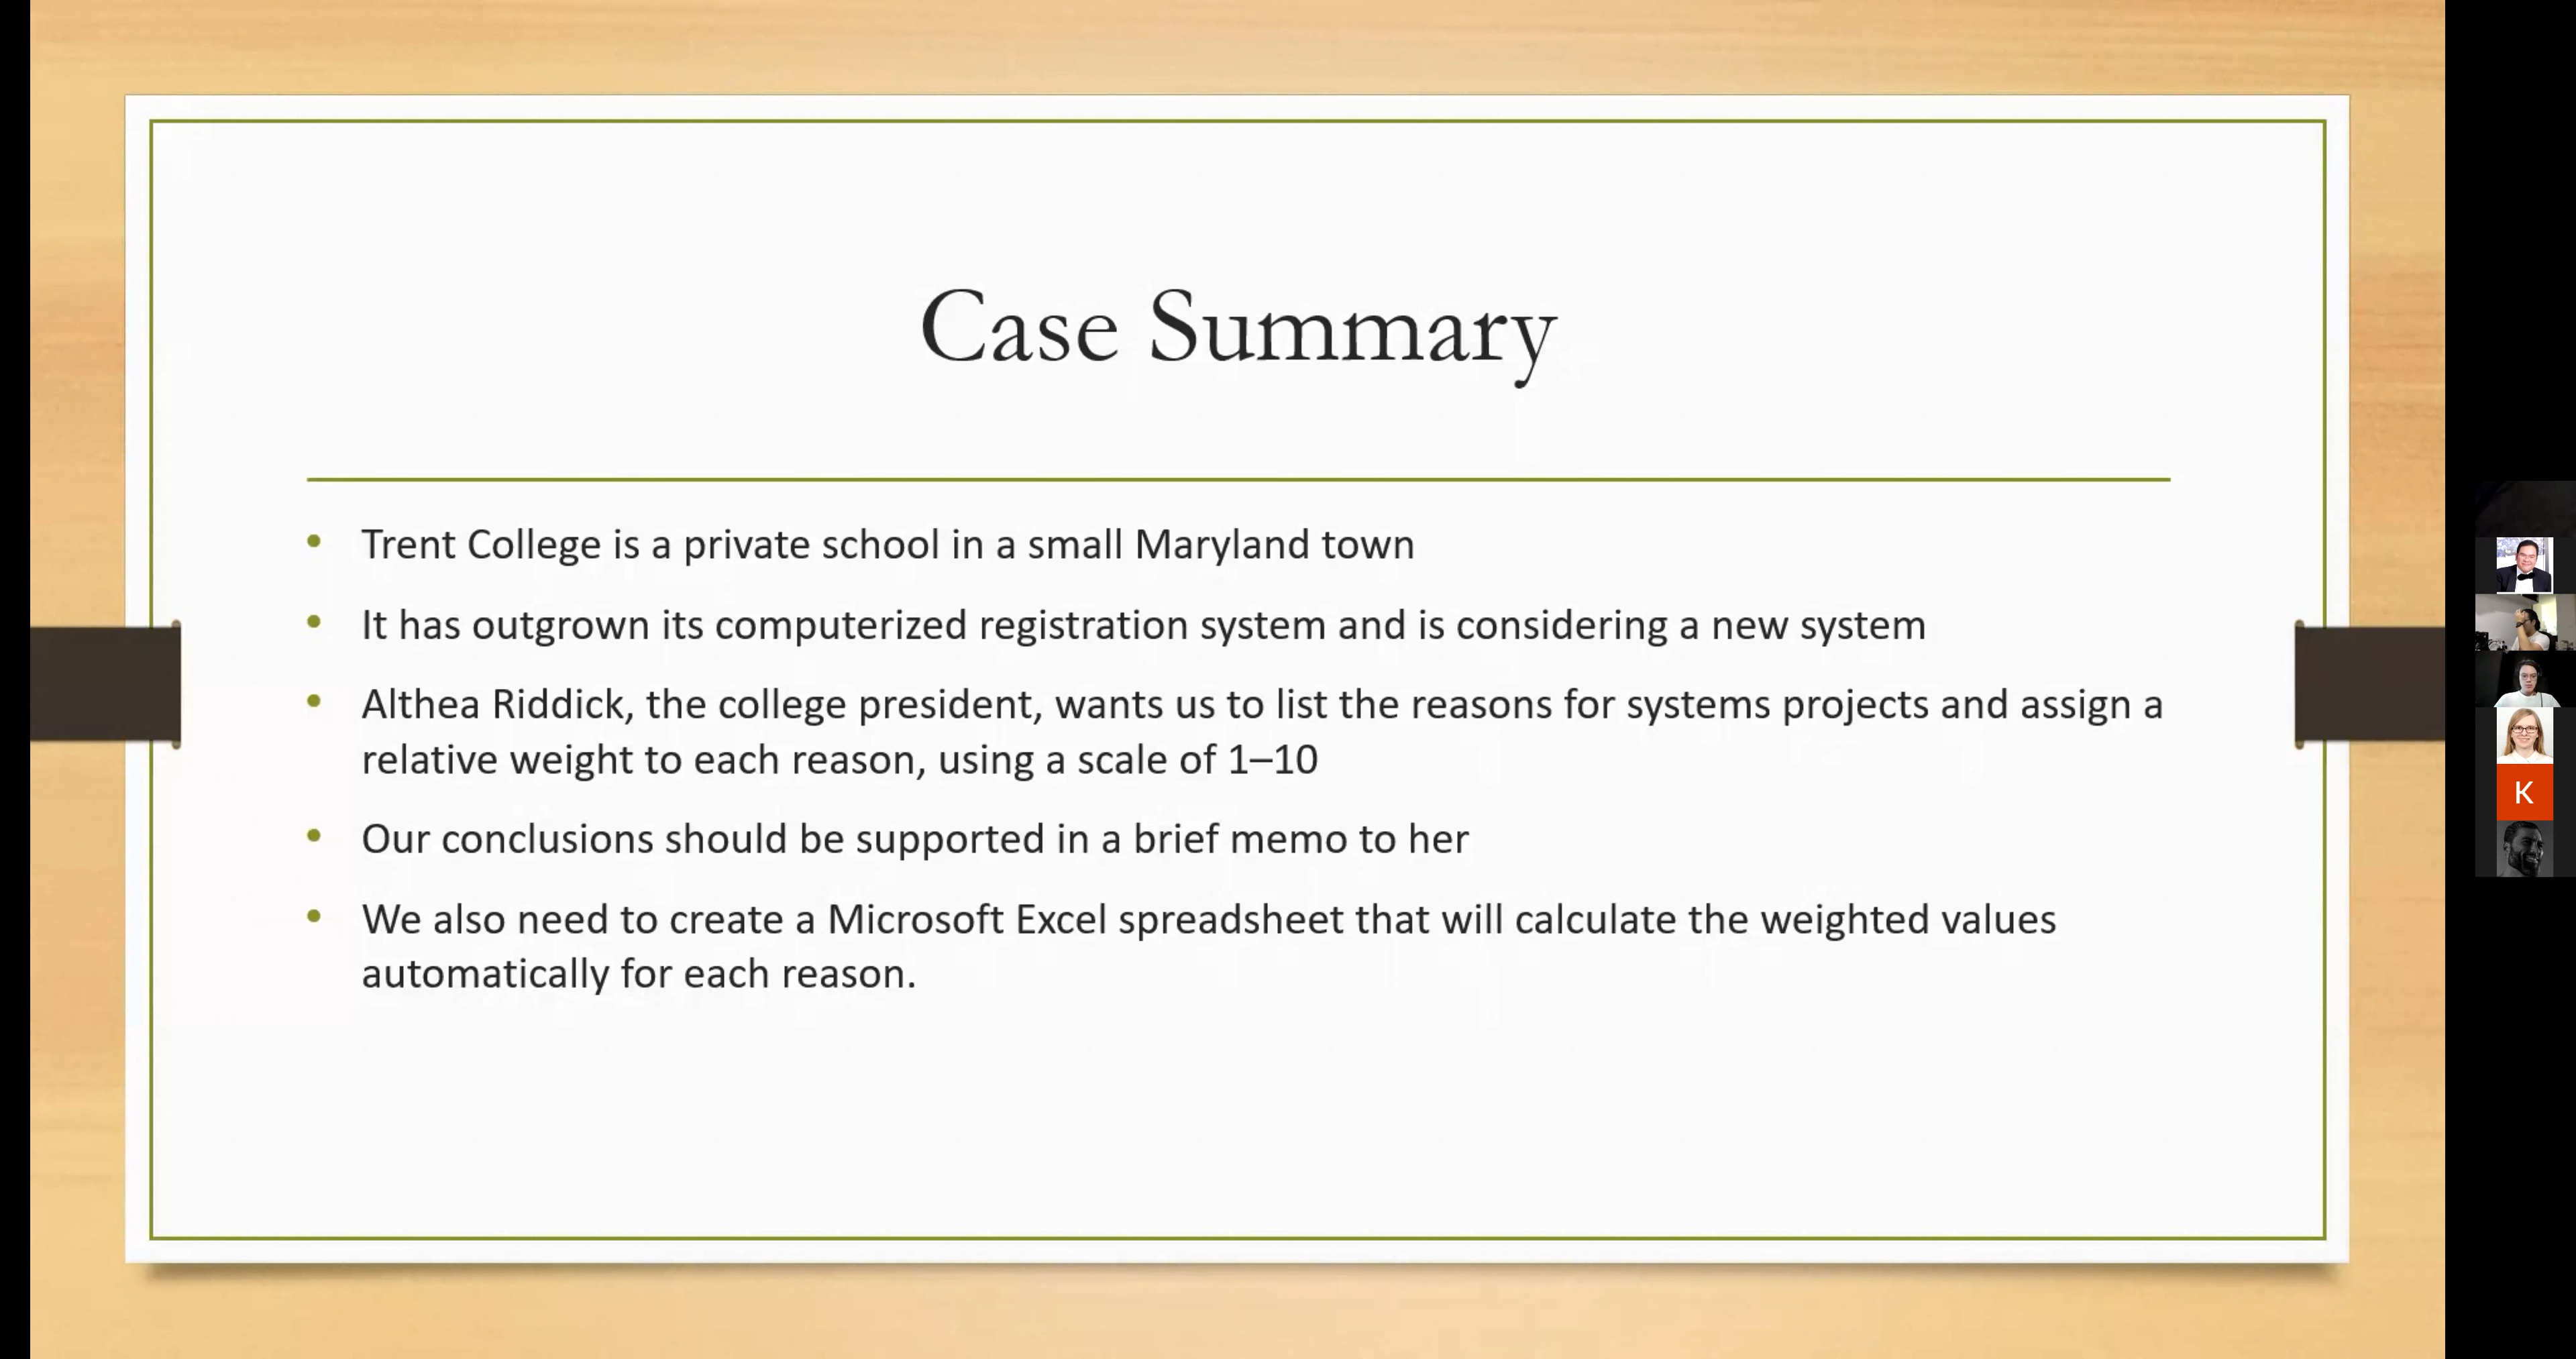 Case Summary
Trent College is a private school in a small Maryland town
It has outgrown its computerized registration system and is considering a new system
Althea Riddick, the college president, wants us to list the reasons for systems projects and assign a
relative weight to each reason, using a scale of 1–10
Our conclusions should be supported in a brief memo to her
We also need to create a Microsoft Excel spreadsheet that will calculate the weighted values
automatically for each reason.
K